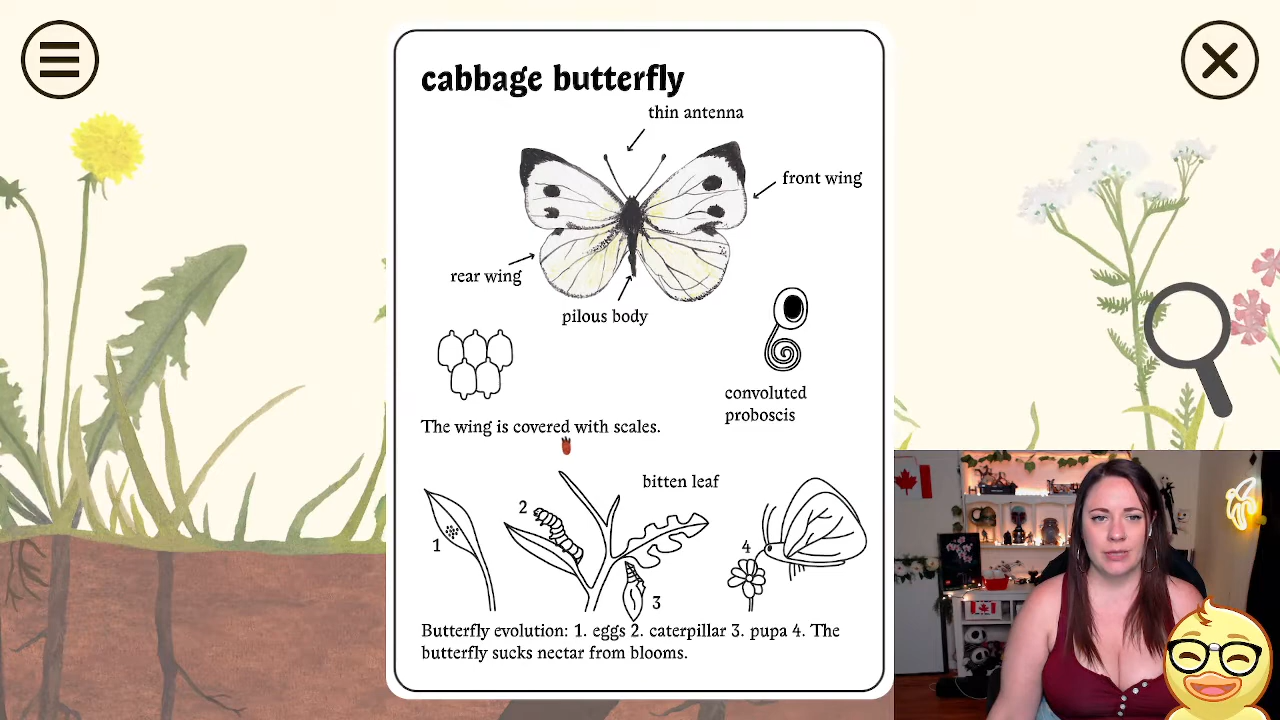 cabbage butterfly
thin antenna
front wing
rear wing
pilous body
convoluted
proboscis
The wing is covered with scales.
bitten leaf
2
1
4
3
Butterfly evolution: 1. eggs 2. caterpillar 3. pupa 4. The
butterfly sucks nectar from blooms.